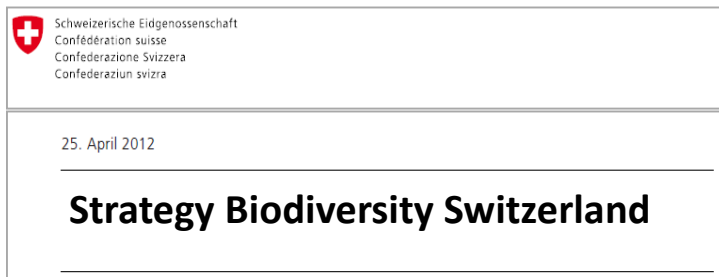 Schweizerische Eidgenossenschaft
Confédération suisse
Confederazione Svizzera
Confederaziun svizra
25. April 2012
Strategy Biodiversity Switzerland